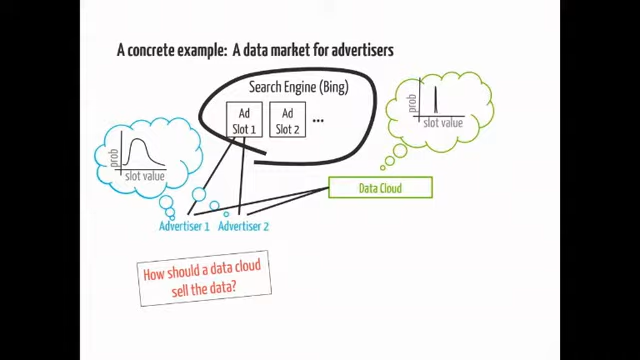 A concrete example: A data market for advertisers
Search Engine (Bing)
Ad
Slot 1
Ad
Slot 2
...
prob
slot value
prob
slot value
Data Cloud
Advertiser 1
Advertiser 2
How should a data cloud
sell the data?